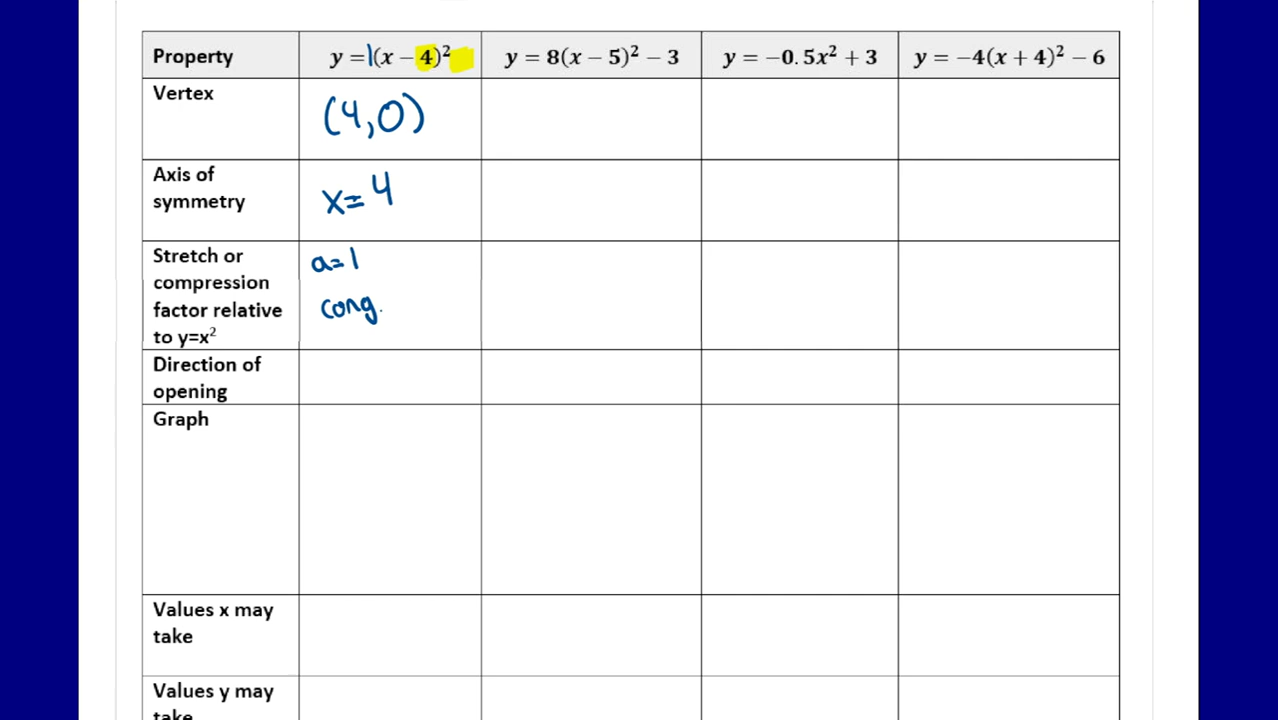 Property y = 1(x − 4)² y = 8(x − 5)² − 3 y = −0.5x² + 3 y = −4(x + 4)² − 6
Vertex
(4,0)
Axis of
symmetry
x=4
Stretch or
compression
factor relative
to y=x²
a=1
cong.
Direction of
opening
Graph
Values x may
take
Values y may
take